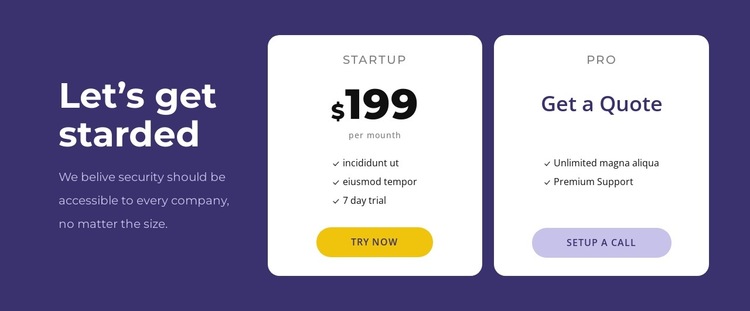 Let’s get
starded
We belive security should be
accessible to every company,
no matter the size.
STARTUP
$199
per mounth
✓ incididunt ut
✓ eiusmod tempor
✓ 7 day trial
TRY NOW
PRO
Get a Quote
✓ Unlimited magna aliqua
✓ Premium Support
SETUP A CALL